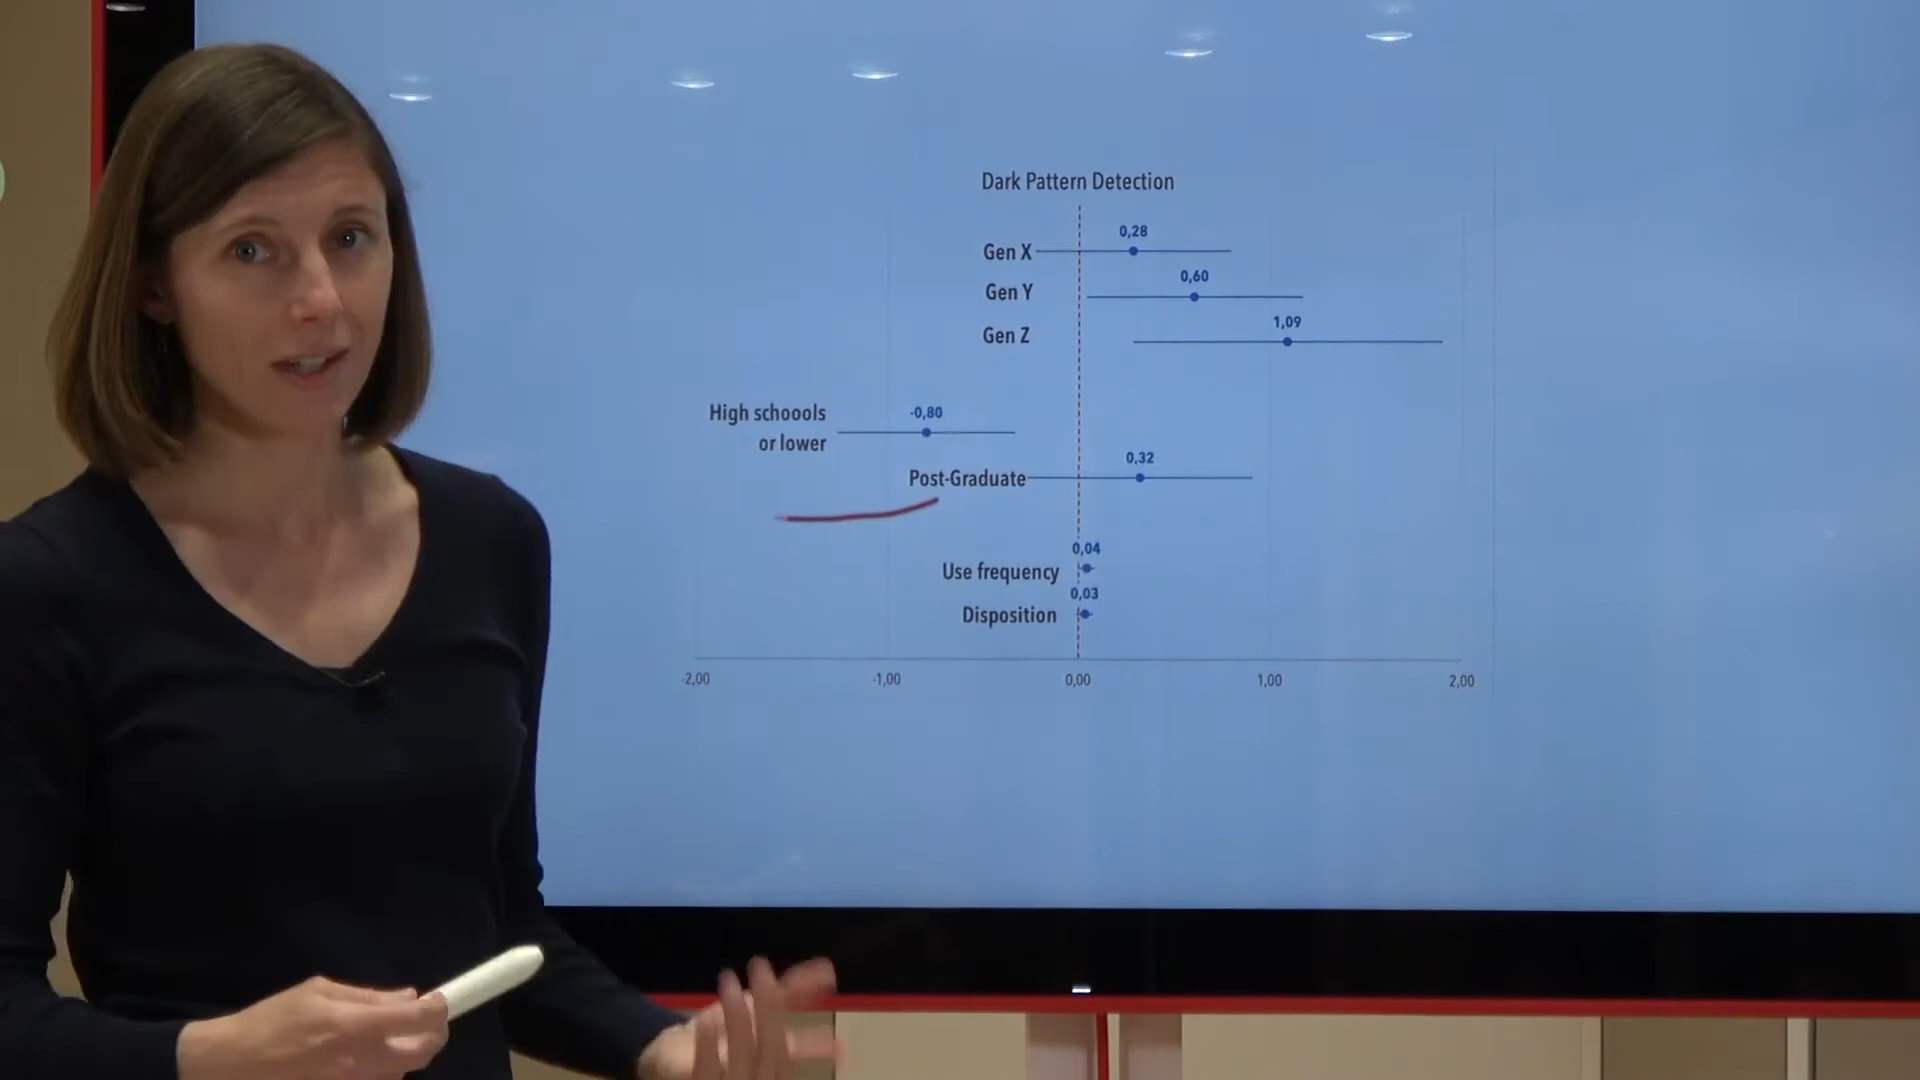 Dark Pattern Detection
0,28
Gen X
0,60
Gen Y
1,09
Gen Z
High schoools
or lower
-0,80
0,32
Post-Graduate
0,04
Use frequency
0,03
Disposition
-2,00 -1,00 0,00 1,00 2,00